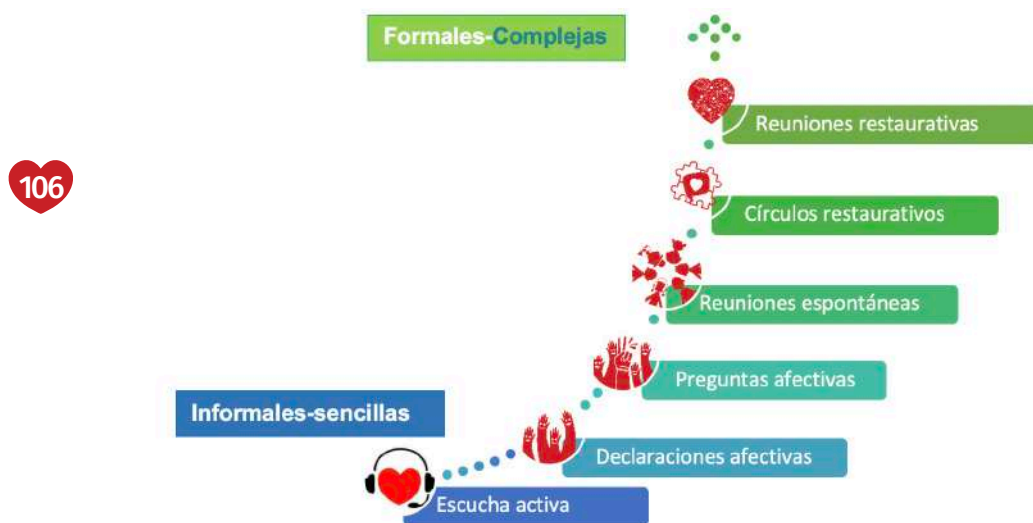 Formales-Complejas
Reuniones restaurativas
106
Círculos restaurativos
Reuniones espontáneas
Preguntas afectivas
Informales-sencillas
Declaraciones afectivas
Escucha activa